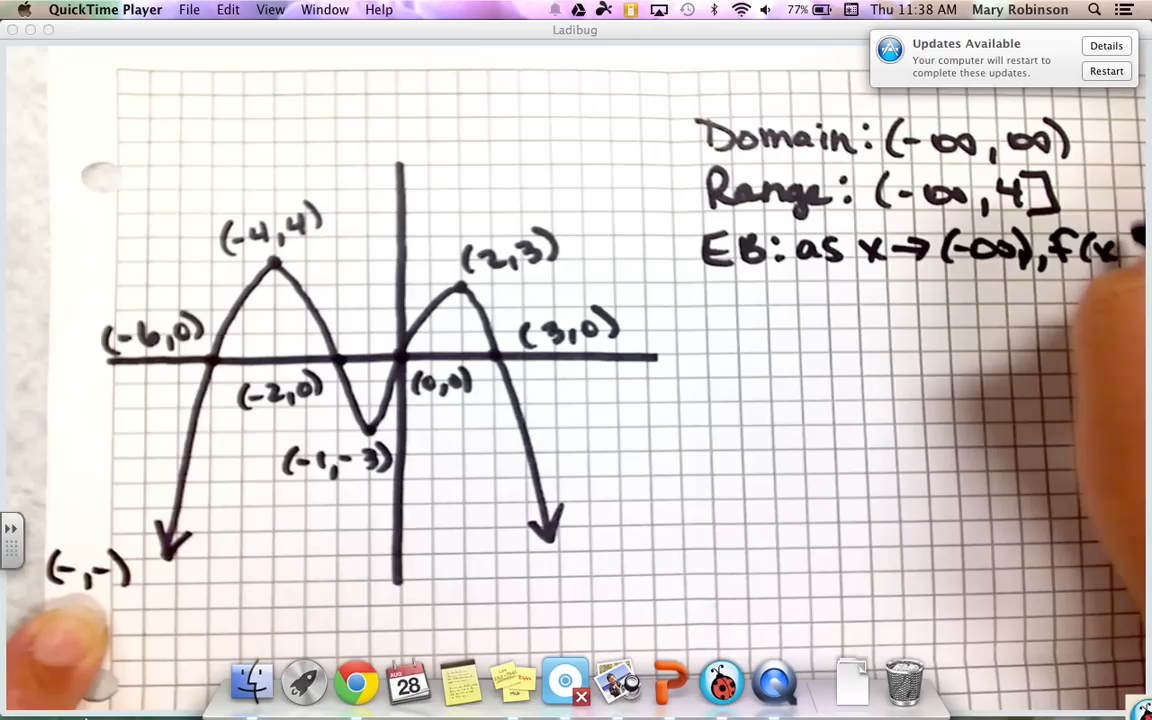 QuickTime Player File Edit View Window Help 77% Thu 11:38 AM Mary Robinson
Ladibug
Updates Available
Your computer will restart to
complete these updates.
Details
Restart
Domain: (-∞, ∞)
Range: (-∞, 4]
EB: as x → (-∞), f(x
(-4,4)
(2,3)
(-6,0)
(3,0)
(-2,0)
(0,0)
(-1,-3)
(-,-)
AUG
28